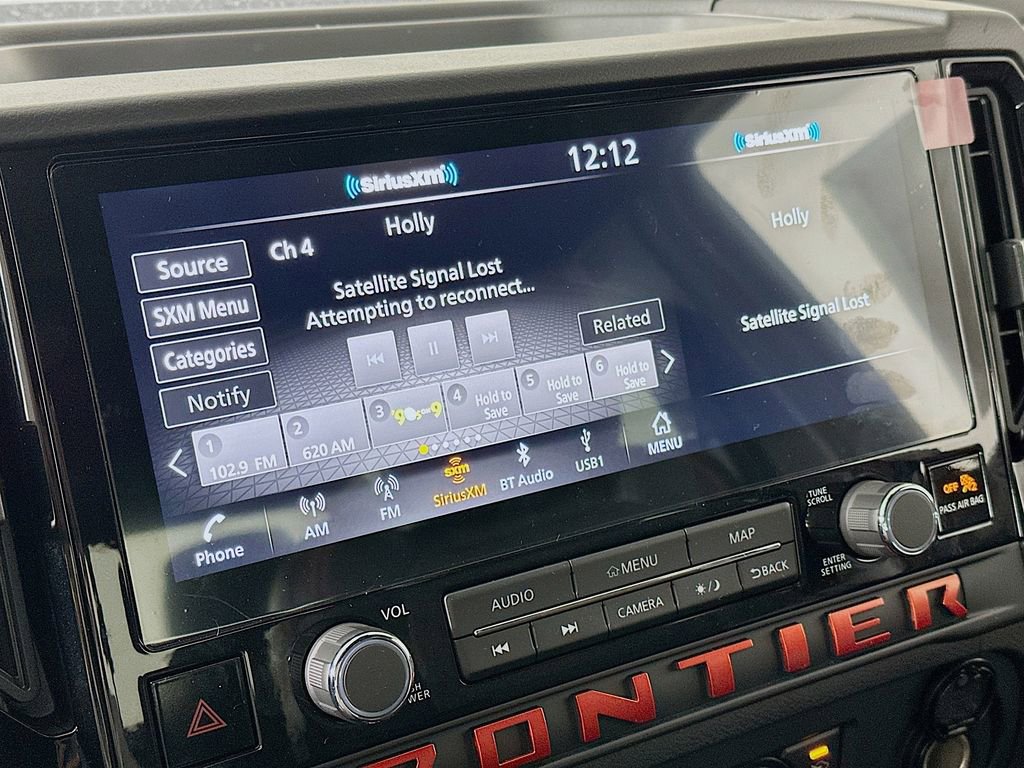 SiriusXM
12:12
SiriusXM
Holly
Holly
Ch 4
Source
SXM Menu
Categories
Notify
Satellite Signal Lost
Attempting to reconnect...
Satellite Signal Lost
Related
1
102.9 FM
2
620 AM
3
'90s on 9
4
Hold to
Save
5
Hold to
Save
6
Hold to
Save
Phone
AM
FM
sxm
SiriusXM
BT Audio
USB1
MENU
TUNE
SCROLL
ENTER
SETTING
OFF
PASS AIR BAG
VOL
AUDIO
MENU
MAP
CAMERA
BACK
RONTIER